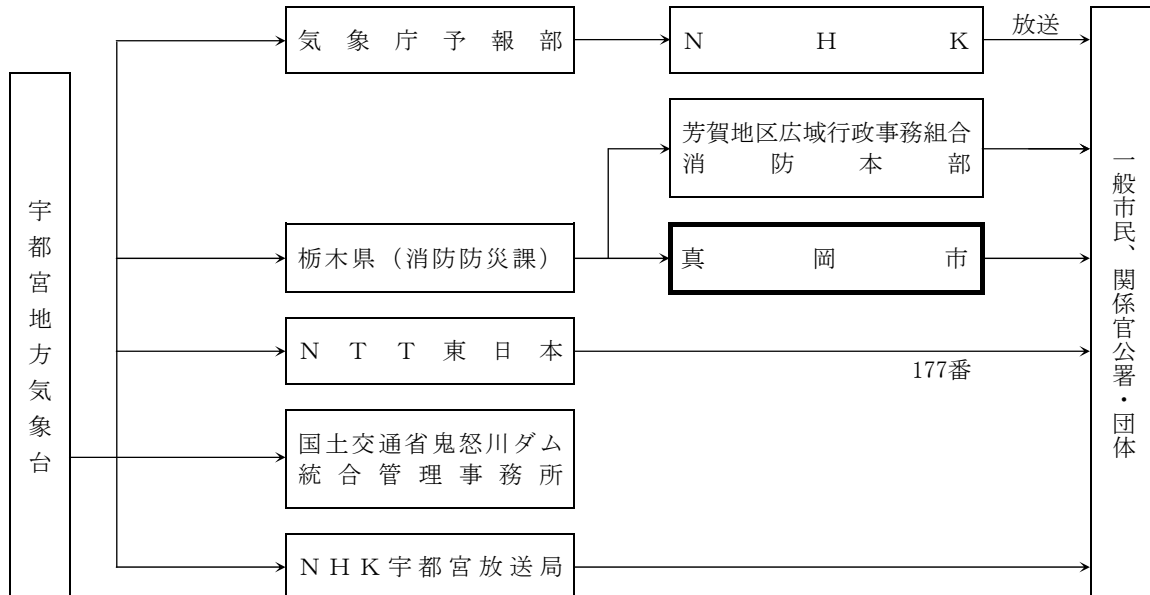 気象庁予報部
NHK
放送
芳賀地区広域行政事務組合
消防本部
宇都宮地方気象台
栃木県（消防防災課）
真岡市
一般市民、関係官公署・団体
NTT東日本
177番
国土交通省鬼怒川ダム
統合管理事務所
NHK宇都宮放送局